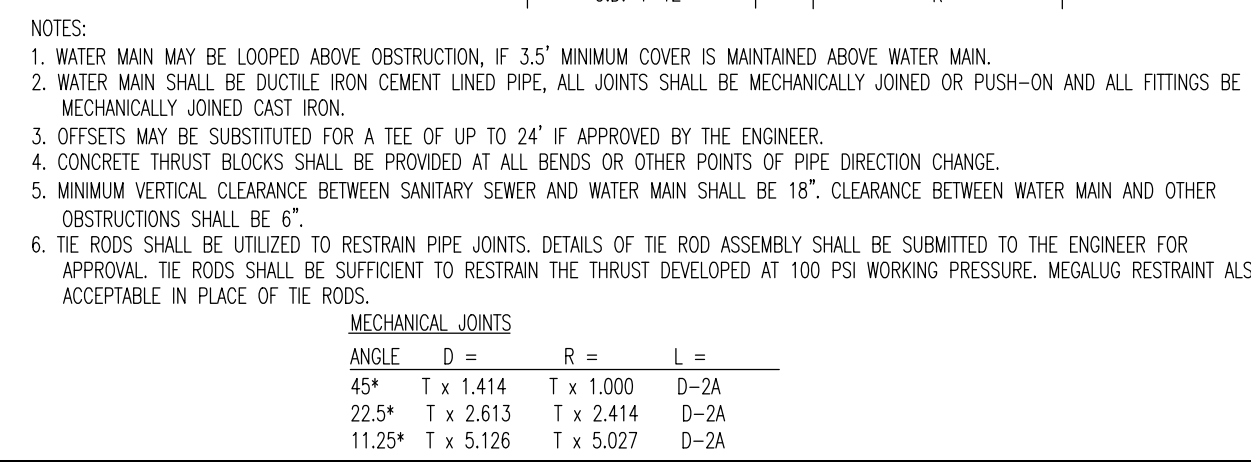 NOTES:
1. WATER MAIN MAY BE LOOPED ABOVE OBSTRUCTION, IF 3.5' MINIMUM COVER IS MAINTAINED ABOVE WATER MAIN.
2. WATER MAIN SHALL BE DUCTILE IRON CEMENT LINED PIPE, ALL JOINTS SHALL BE MECHANICALLY JOINED OR PUSH-ON AND ALL FITTINGS BE
MECHANICALLY JOINED CAST IRON.
3. OFFSETS MAY BE SUBSTITUTED FOR A TEE OF UP TO 24' IF APPROVED BY THE ENGINEER.
4. CONCRETE THRUST BLOCKS SHALL BE PROVIDED AT ALL BENDS OR OTHER POINTS OF PIPE DIRECTION CHANGE.
5. MINIMUM VERTICAL CLEARANCE BETWEEN SANITARY SEWER AND WATER MAIN SHALL BE 18". CLEARANCE BETWEEN WATER MAIN AND OTHER
OBSTRUCTIONS SHALL BE 6".
6. TIE RODS SHALL BE UTILIZED TO RESTRAIN PIPE JOINTS. DETAILS OF TIE ROD ASSEMBLY SHALL BE SUBMITTED TO THE ENGINEER FOR
APPROVAL. TIE RODS SHALL BE SUFFICIENT TO RESTRAIN THE THRUST DEVELOPED AT 100 PSI WORKING PRESSURE. MEGALUG RESTRAINT ALS
ACCEPTABLE IN PLACE OF TIE RODS.
MECHANICAL JOINTS
ANGLE D = R = L =
45* T x 1.414 T x 1.000 D-2A
22.5* T x 2.613 T x 2.414 D-2A
11.25* T x 5.126 T x 5.027 D-2A